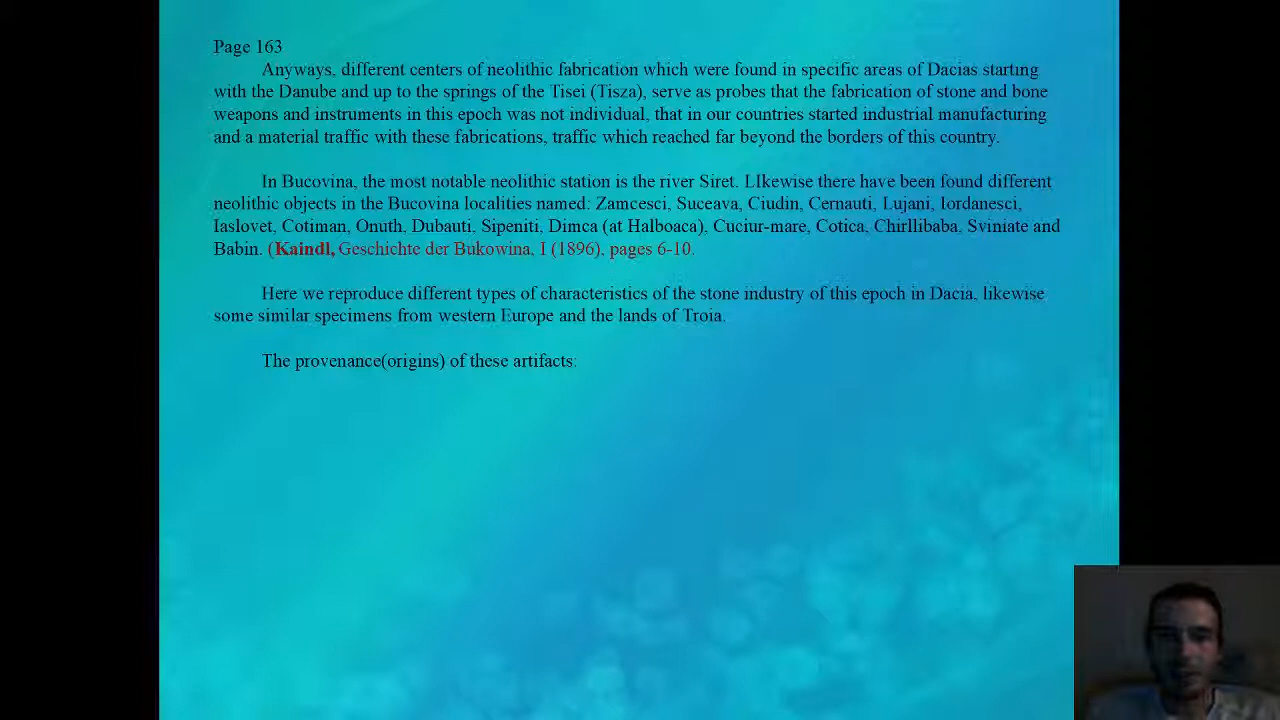 Page 163
Anyways, different centers of neolithic fabrication which were found in specific areas of Dacias starting
with the Danube and up to the springs of the Tisei (Tisza), serve as probes that the fabrication of stone and bone
weapons and instruments in this epoch was not individual, that in our countries started industrial manufacturing
and a material traffic with these fabrications, traffic which reached far beyond the borders of this country.
In Bucovina, the most notable neolithic station is the river Siret. LIkewise there have been found different
neolithic objects in the Bucovina localities named: Zamcesci, Suceava, Ciudin, Cernauti, Lujani, Iordanesci,
Iaslovet, Cotiman, Onuth, Dubauti, Sipeniti, Dimca (at Halboaca), Cuciur-mare, Cotica, Chirllibaba, Sviniate and
Babin. (Kaindl, Geschichte der Bukowina, I (1896), pages 6-10.
Here we reproduce different types of characteristics of the stone industry of this epoch in Dacia, likewise
some similar specimens from western Europe and the lands of Troia.
The provenance(origins) of these artifacts: